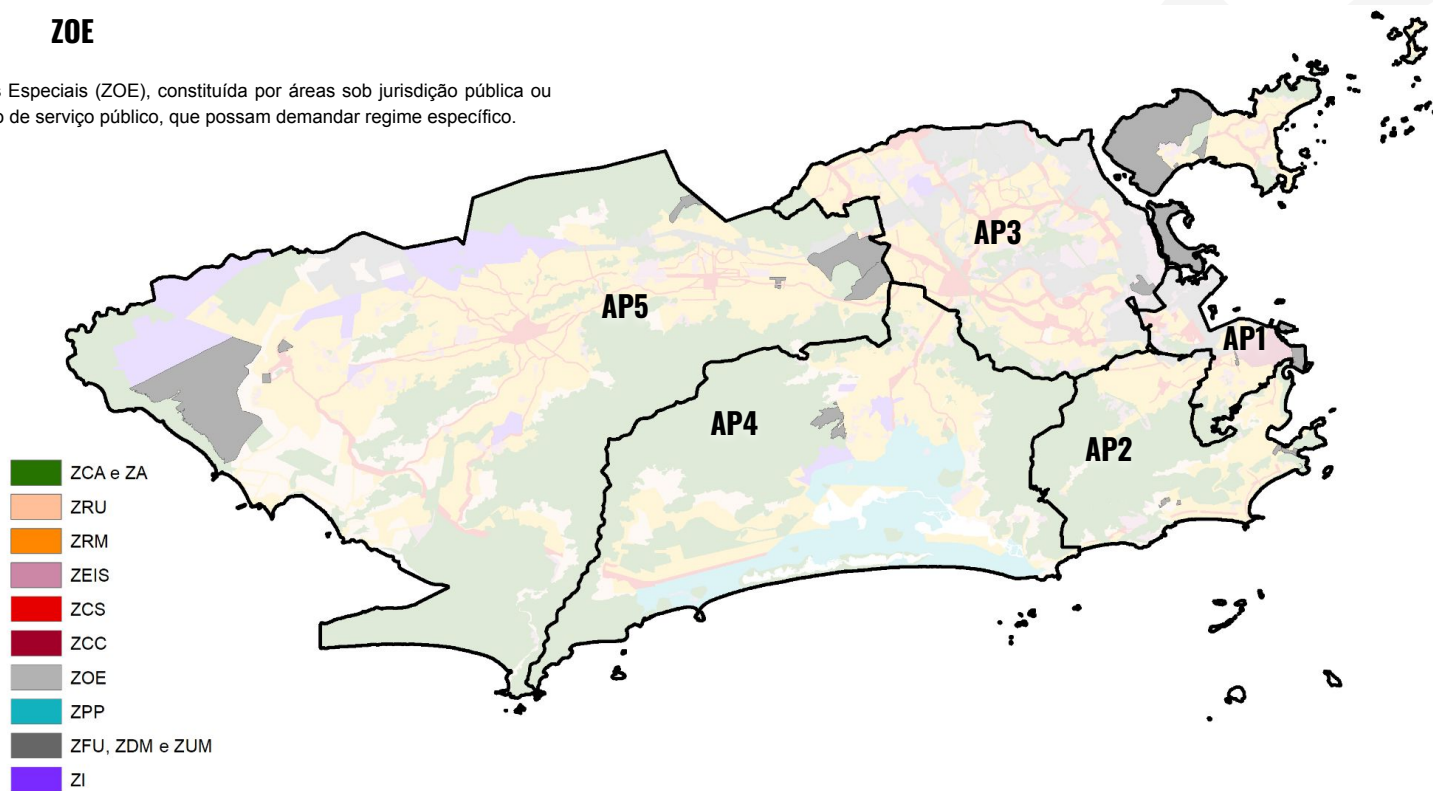 ZOE
s Especiais (ZOE), constituída por áreas sob jurisdição pública ou
o de serviço público, que possam demandar regime específico.
AP3
AP5
AP1
AP4
AP2
ZCA e ZA
ZRU
ZRM
ZEIS
ZCS
ZCC
ZOE
ZPP
ZFU, ZDM e ZUM
ZI